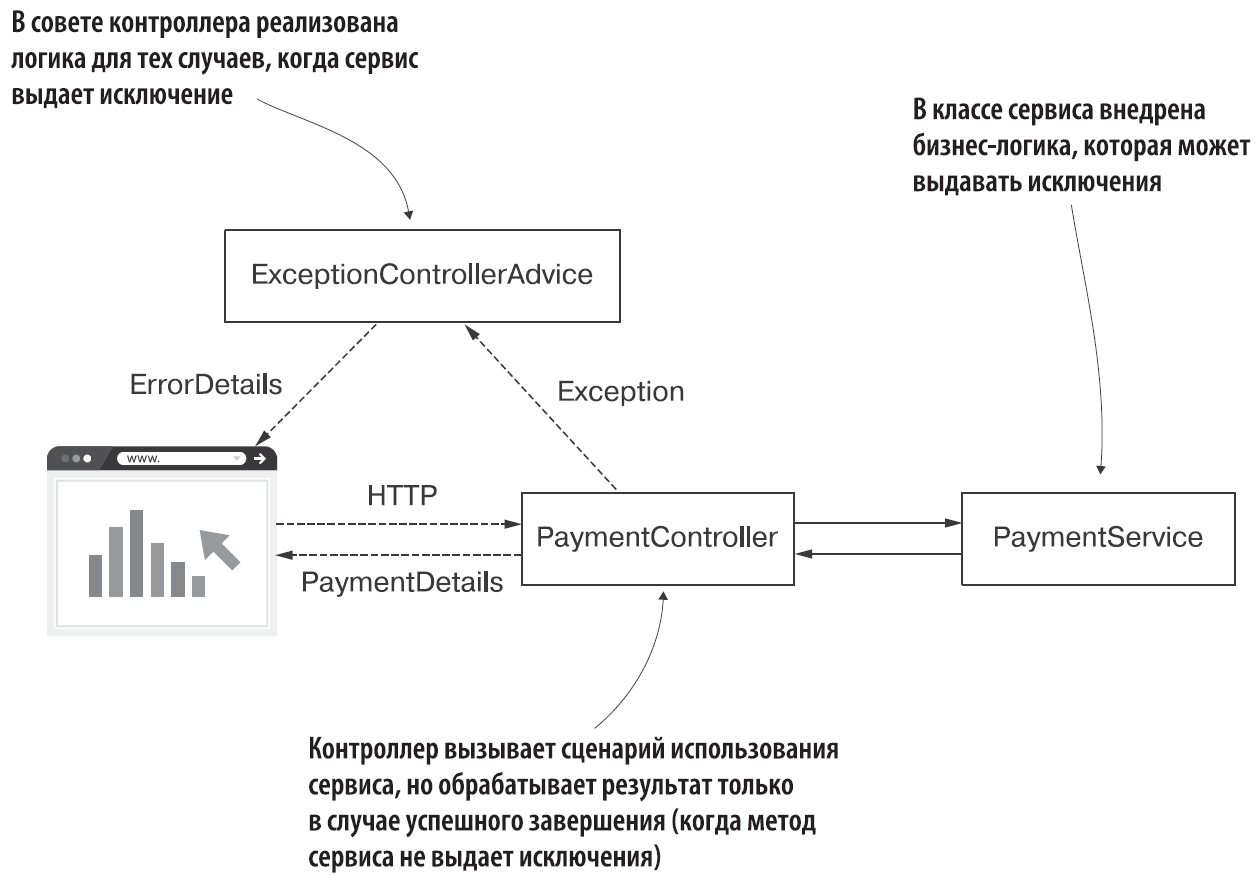 В совете контроллера реализована
логика для тех случаев, когда сервис
выдает исключение
В классе сервиса внедрена
бизнес-логика, которая может
выдавать исключения
ExceptionControllerAdvice
ErrorDetails
Exception
www.
HTTP
PaymentController
PaymentService
PaymentDetails
Контроллер вызывает сценарий использования
сервиса, но обрабатывает результат только
в случае успешного завершения (когда метод
сервиса не выдает исключения)